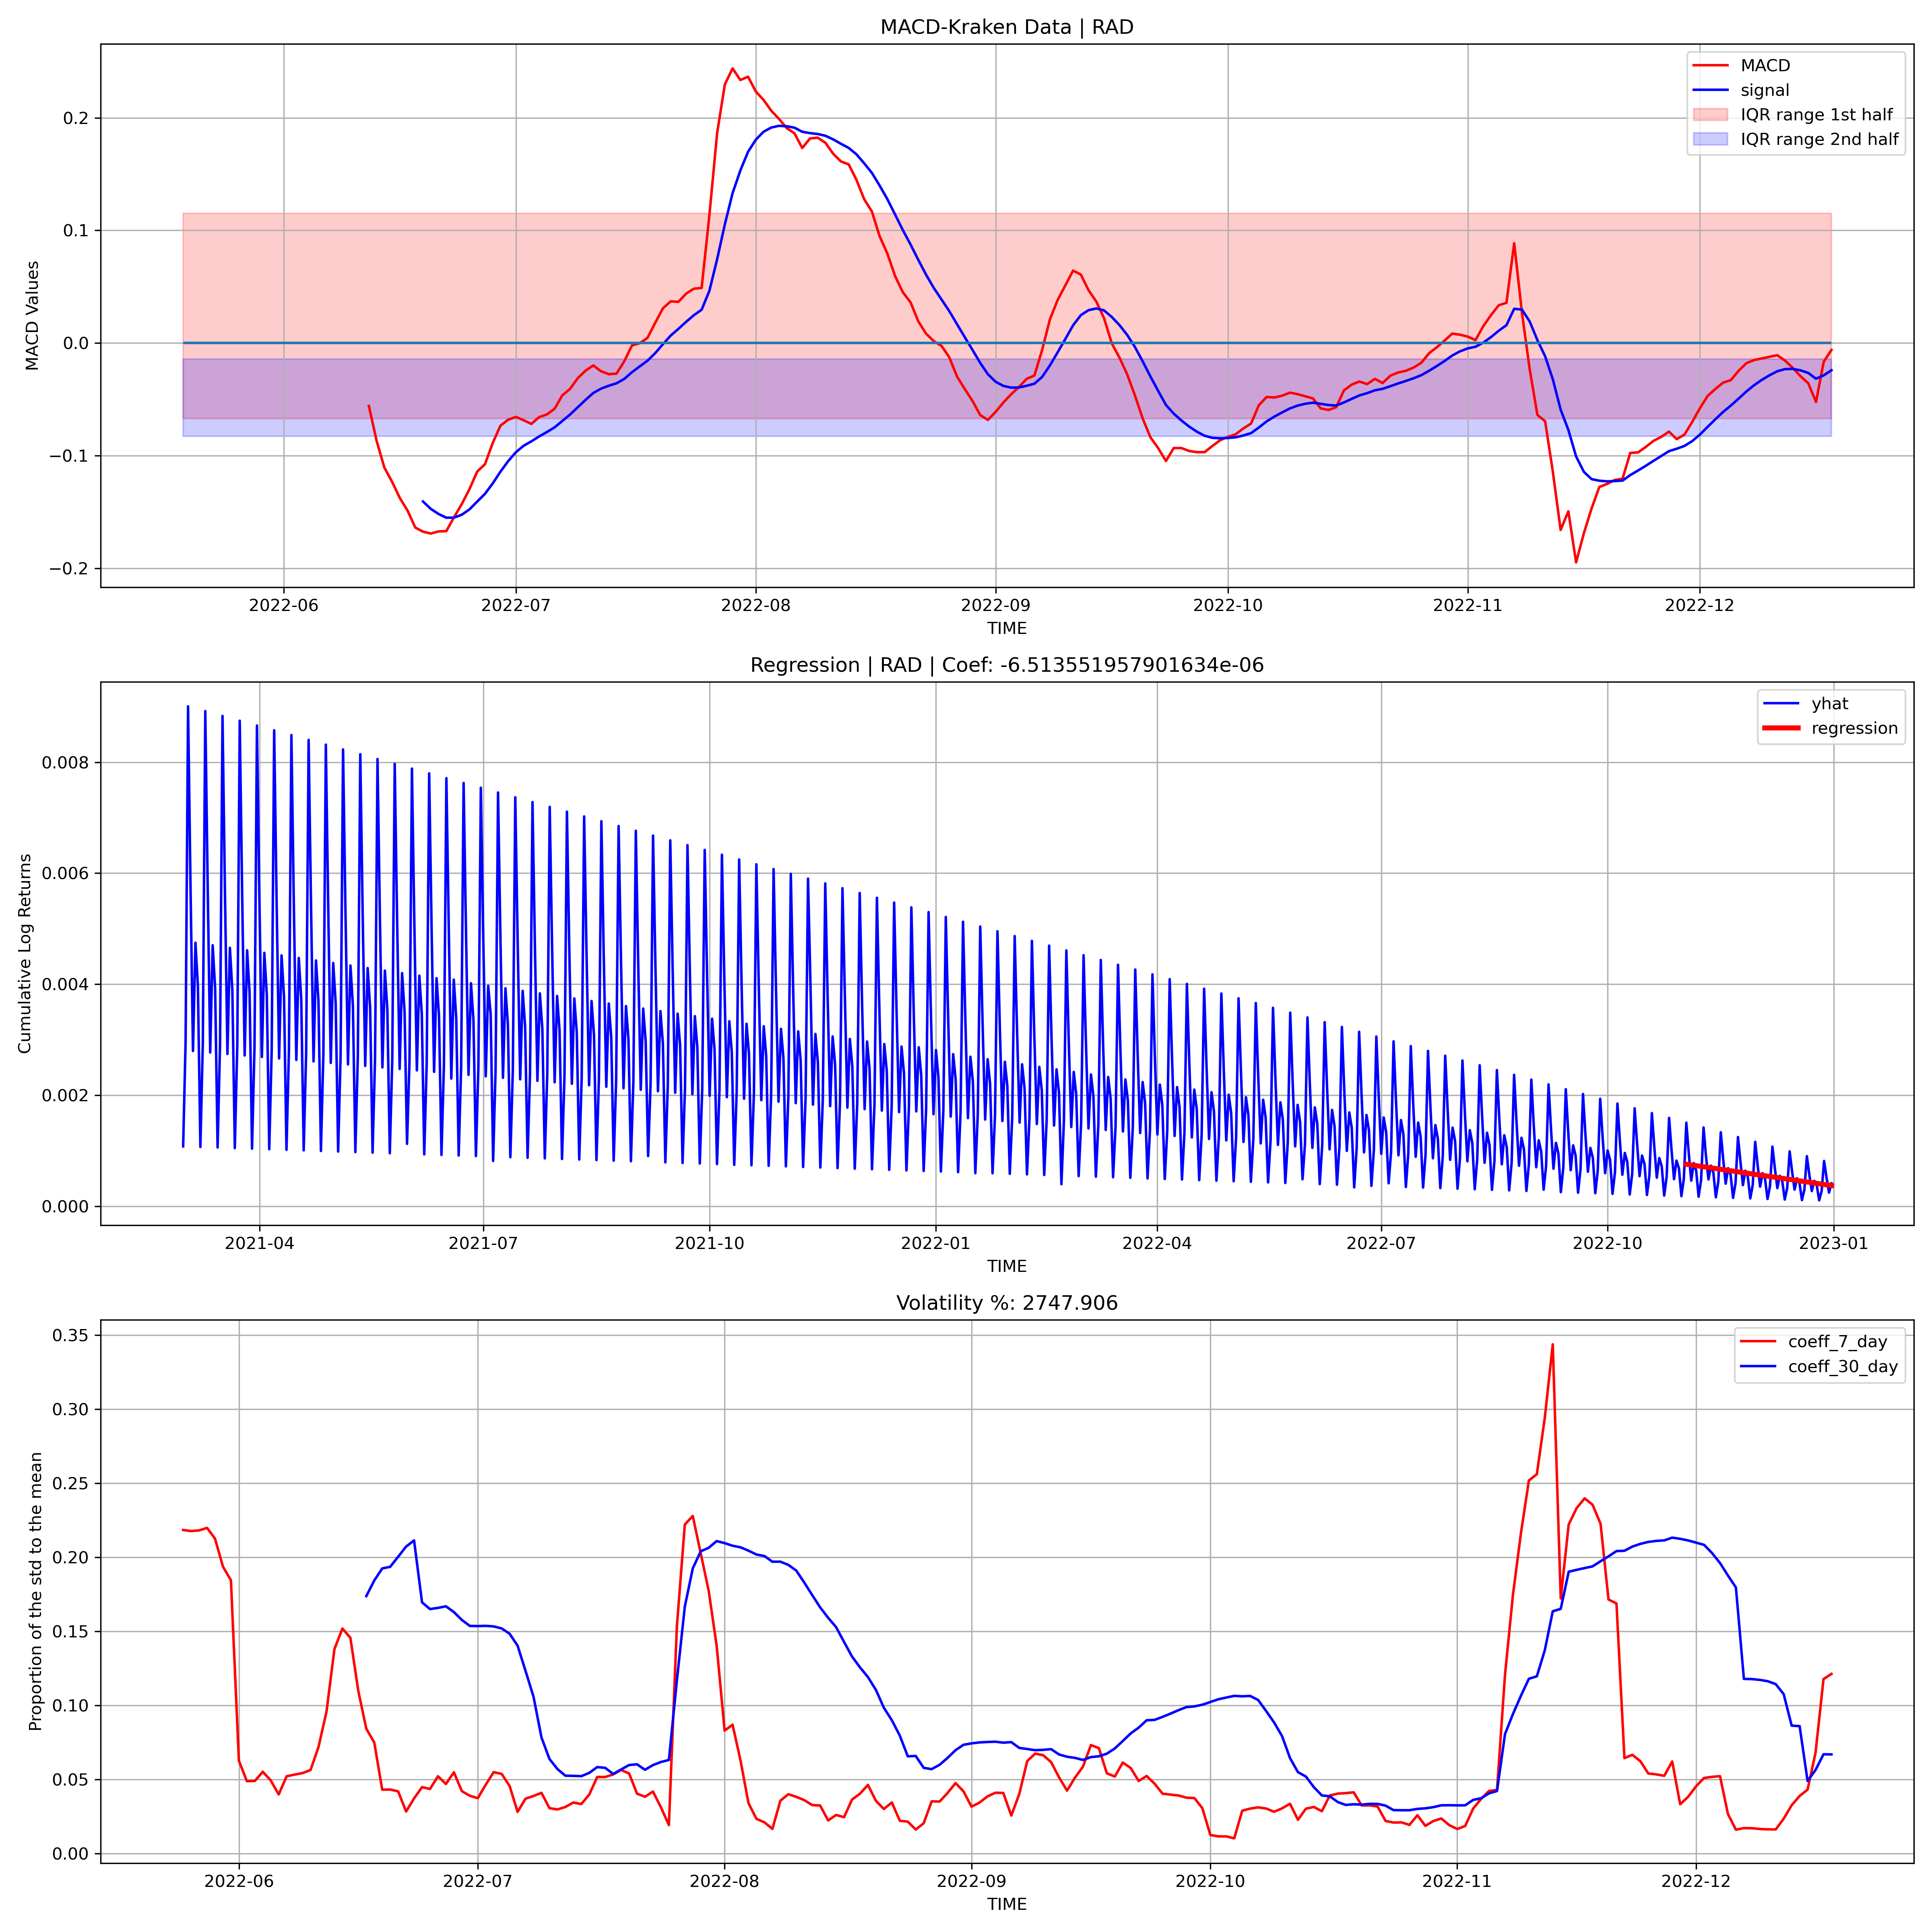 MACD-Kraken Data | RAD
MACD
signal
IQR range 1st half
IQR range 2nd half
MACD Values
0.2
0.1
0.0
−0.1
−0.2
2022-06
2022-07
2022-08
2022-09
2022-10
2022-11
2022-12
TIME
Regression | RAD | Coef: -6.513551957901634e-06
yhat
regression
Cumulative Log Returns
0.008
0.006
0.004
0.002
0.000
2021-04
2021-07
2021-10
2022-01
2022-04
2022-07
2022-10
2023-01
TIME
Volatility %: 2747.906
coeff_7_day
coeff_30_day
Proportion of the std to the mean
0.35
0.30
0.25
0.20
0.15
0.10
0.05
0.00
2022-06
2022-07
2022-08
2022-09
2022-10
2022-11
2022-12
TIME